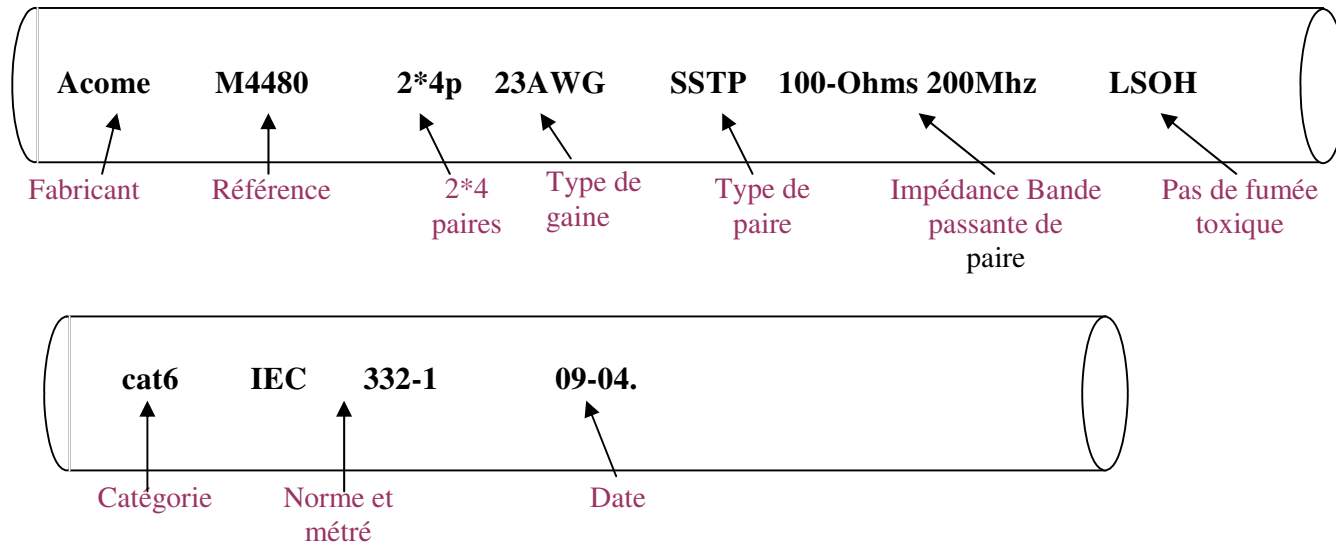 Acome M4480 2*4p 23AWG SSTP 100-Ohms 200Mhz LSOH
Fabricant
Référence
2*4
paires
Type de
gaine
Type de
paire
Impédance Bande
passante de
paire
Pas de fumée
toxique
cat6 IEC 332-1 09-04.
Catégorie
Norme et
métré
Date